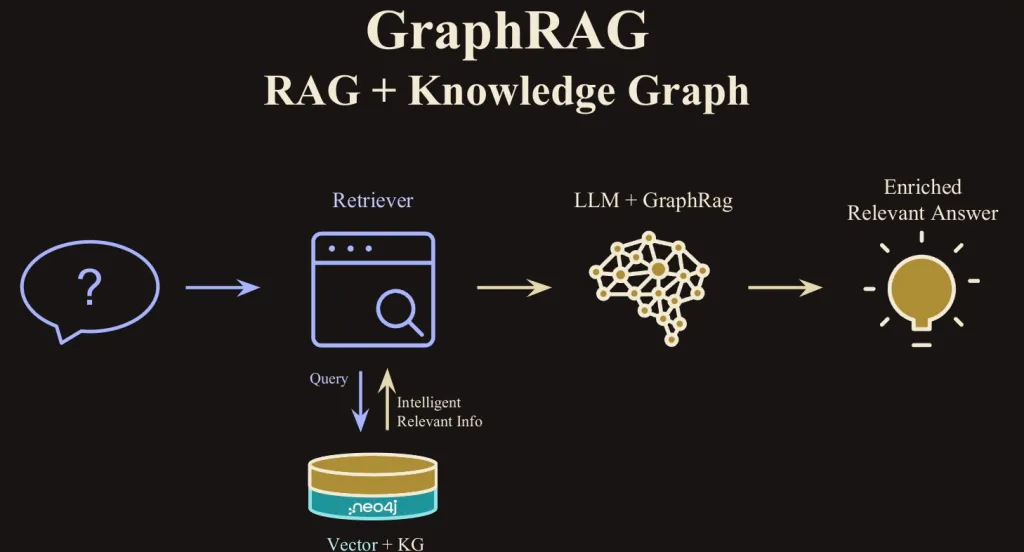 GraphRAG
RAG + Knowledge Graph
Retriever
LLM + GraphRag
Enriched
Relevant Answer
?
Query
Intelligent
Relevant Info
neo4j
Vector + KG